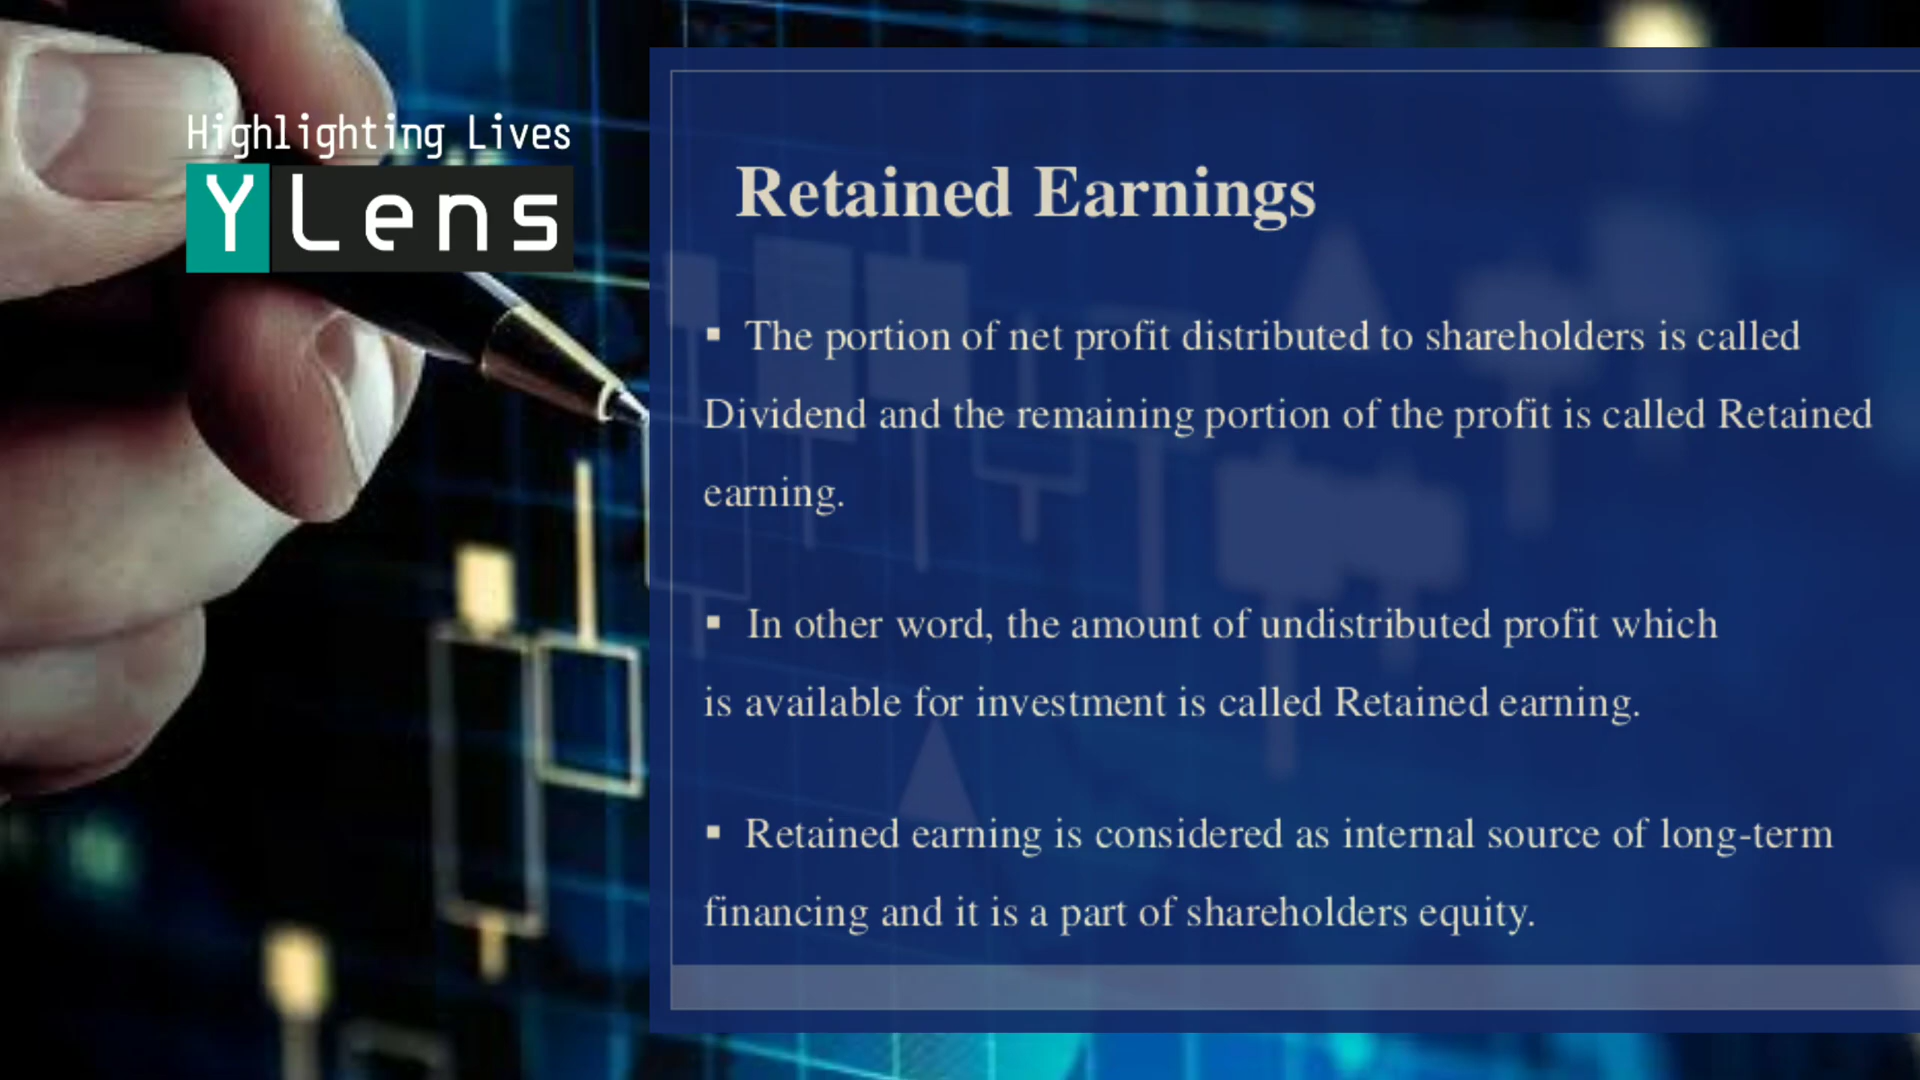 Highlighting Lives
YLens
Retained Earnings
▪ The portion of net profit distributed to shareholders is called
Dividend and the remaining portion of the profit is called Retained
earning.
▪ In other word, the amount of undistributed profit which
is available for investment is called Retained earning.
▪ Retained earning is considered as internal source of long-term
financing and it is a part of shareholders equity.